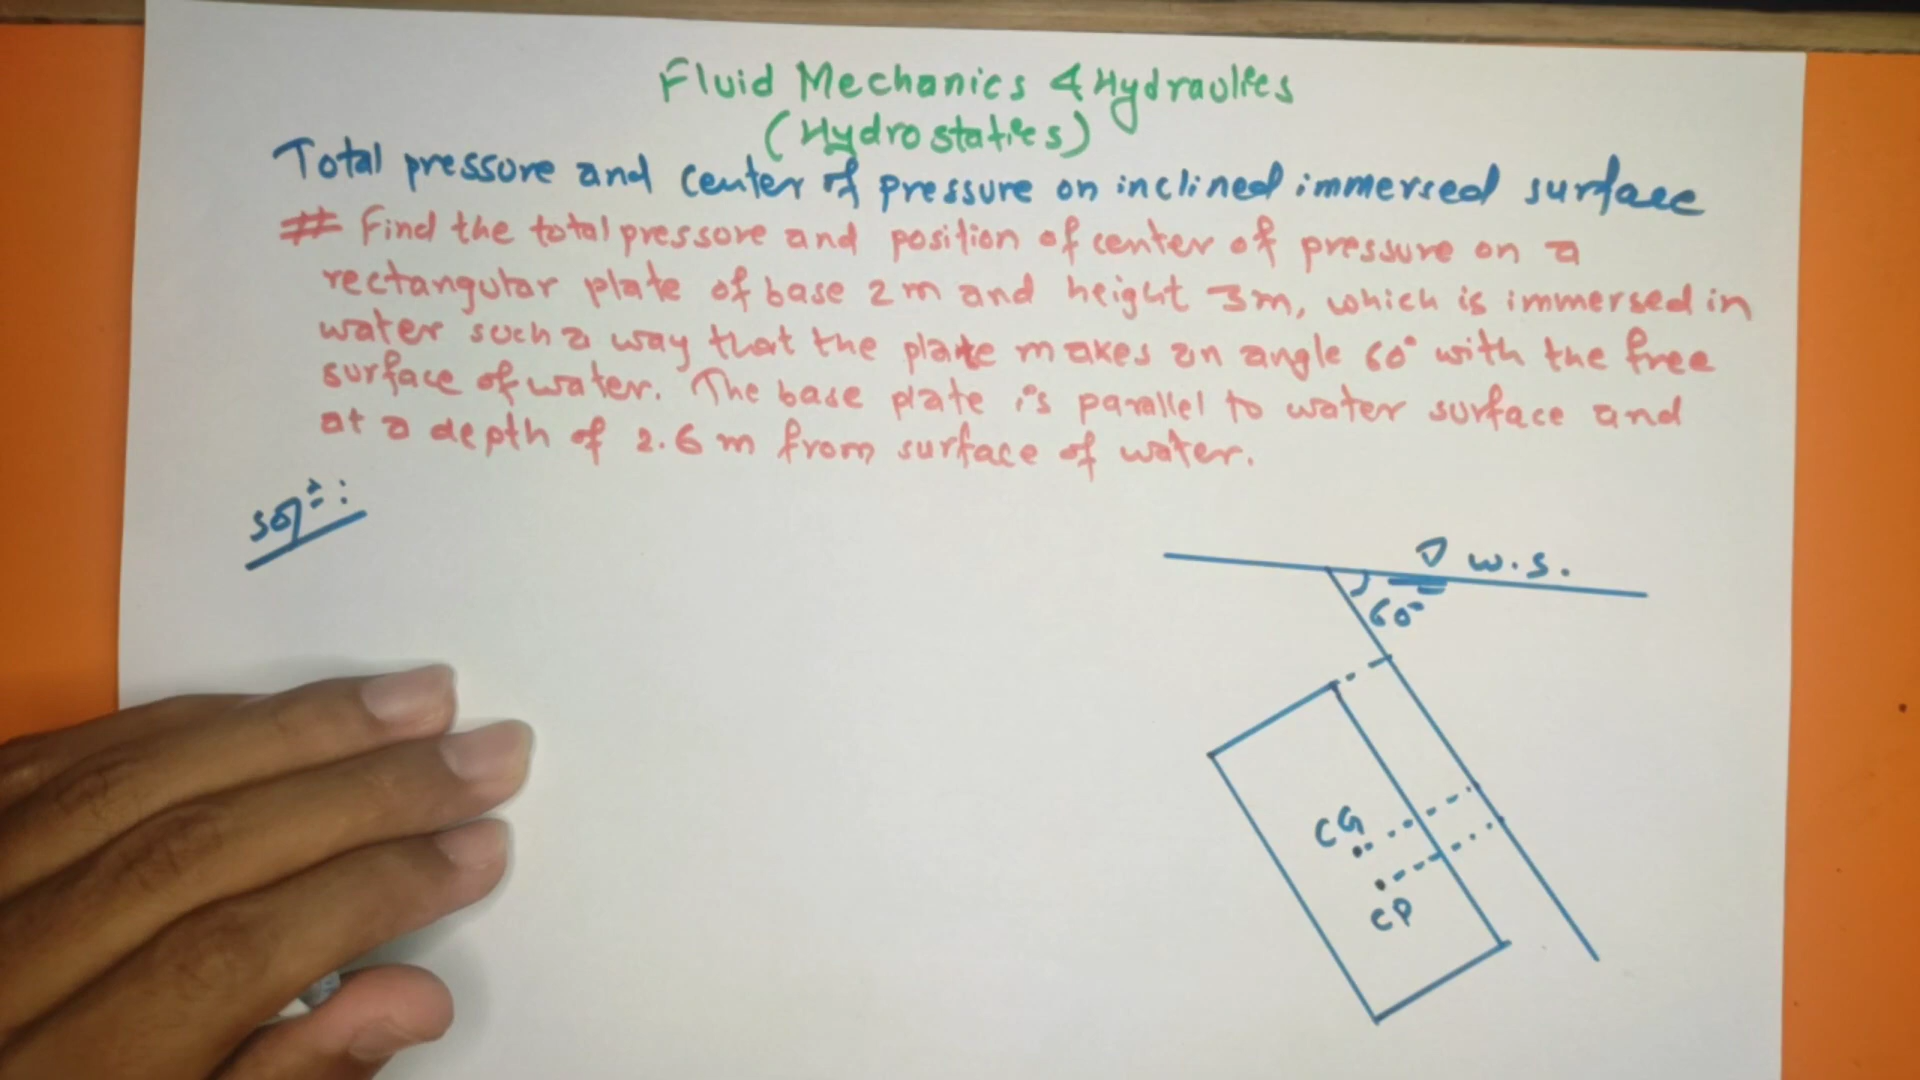 Fluid Mechanics & Hydraulics
(Hydrostatics)
Total pressure and center of pressure on inclined immersed surface
# Find the total pressure and position of center of pressure on a
rectangular plate of base 2m and height 3m, which is immersed in
water such a way that the plate makes an angle 60° with the free
surface of water. The base plate is parallel to water surface and
at a depth of 2.6 m from surface of water.
Solⁿ:
▽ W.S.
60°
CG
CP